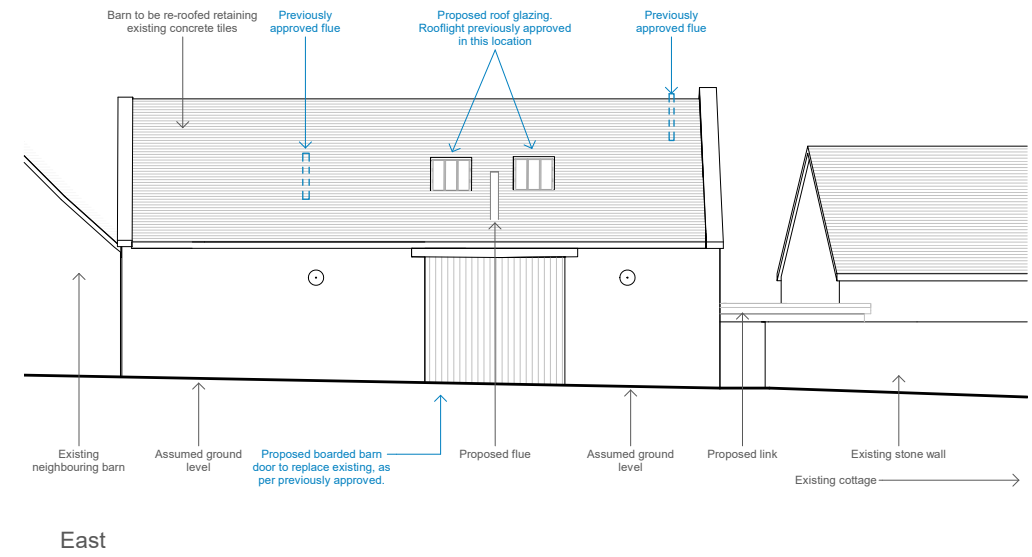 Barn to be re-roofed retaining
existing concrete tiles
Previously
approved flue
Proposed roof glazing.
Rooflight previously approved
in this location
Previously
approved flue
Existing
neighbouring barn
Assumed ground
level
Proposed boarded barn
door to replace existing, as
per previously approved.
Proposed flue
Assumed ground
level
Proposed link
Existing stone wall
Existing cottage
East